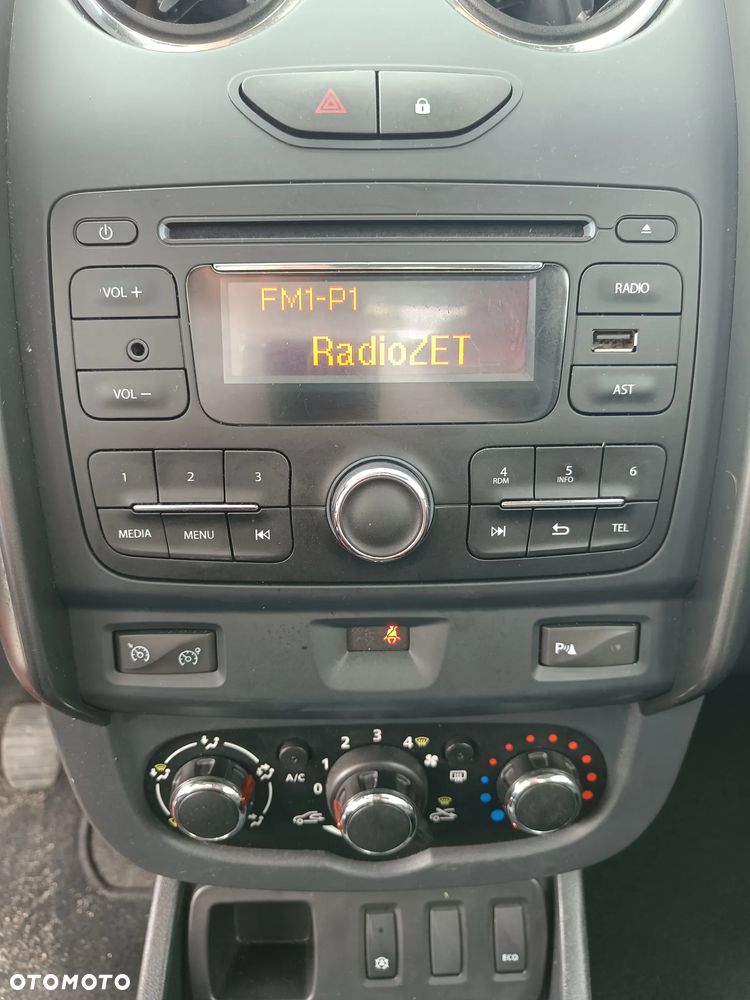 FM1-P1
VOL +
RADIO
RadioZET
VOL −
AST
1 2 3
4 RDM 5 INFO 6
MEDIA MENU
TEL
P
0 1 2 3 4
A/C
ECO
OTOMOTO